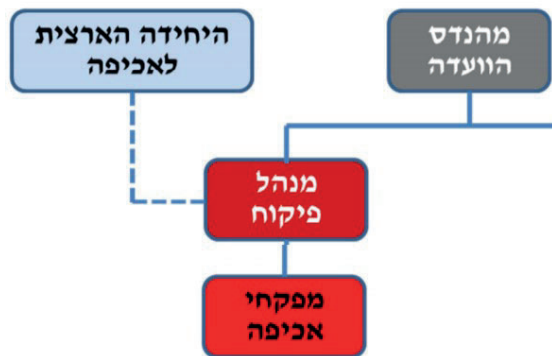 מהנדס
הוועדה
היחידה הארצית
לאכיפה
מנהל
פיקוח
מפקחי
אכיפה